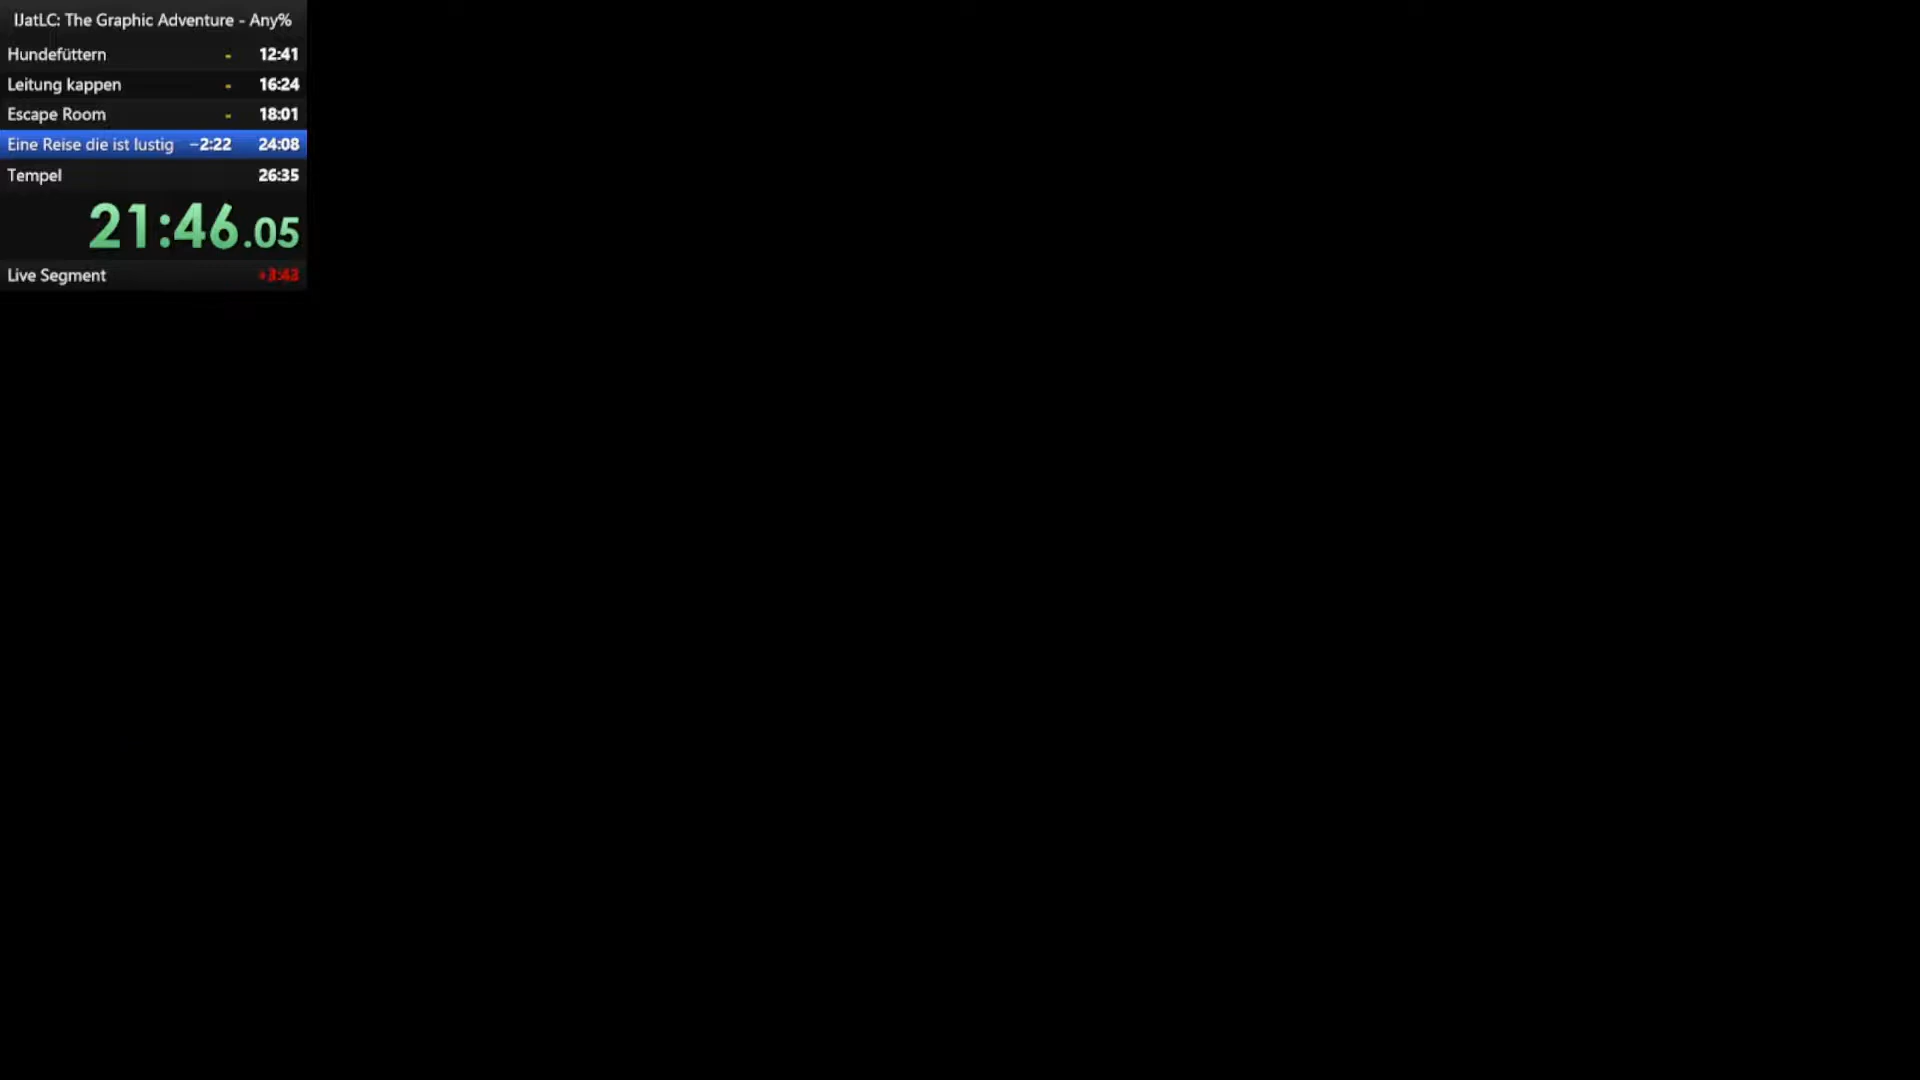 IJatLC: The Graphic Adventure - Any%
Hundefüttern - 12:41
Leitung kappen - 16:24
Escape Room - 18:01
Eine Reise die ist lustig −2:22 24:08
Tempel 26:35
21:46.05
Live Segment